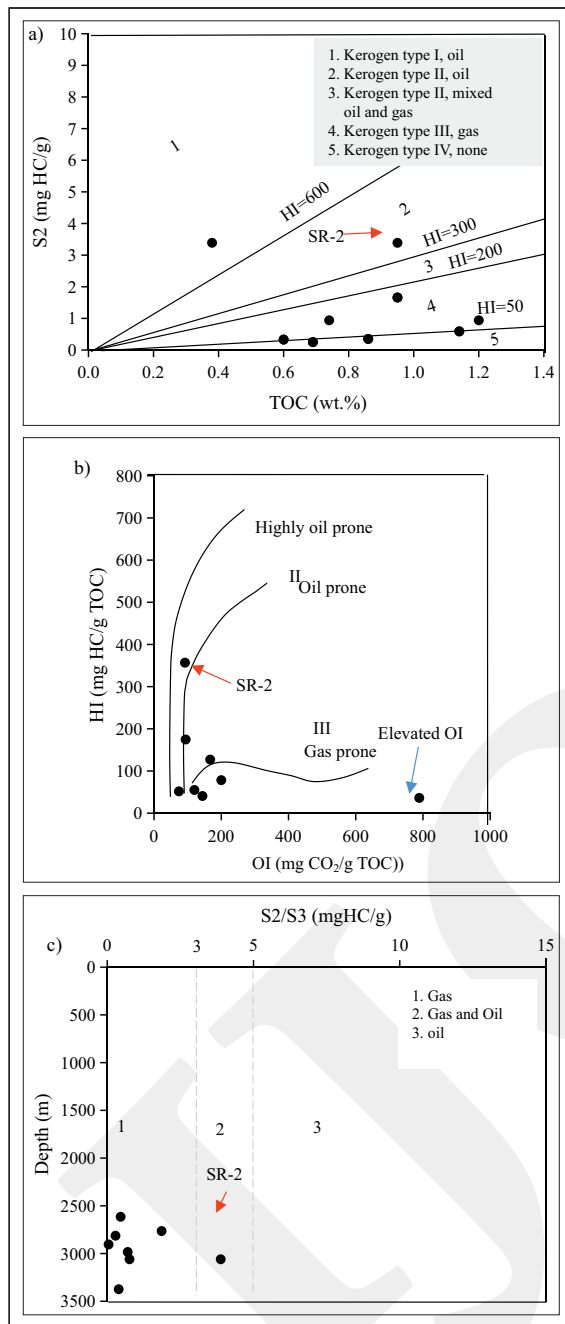 a)
10
9
8
7
6
5
4
3
2
1
0
S2 (mg HC/g)
1. Kerogen type I, oil
2. Kerogen type II, oil
3. Kerogen type II, mixed
oil and gas
4. Kerogen type III, gas
5. Kerogen type IV, none
1
HI=600
2
SR-2
HI=300
3
HI=200
4
HI=50
5
0.0 0.2 0.4 0.6 0.8 1.0 1.2 1.4
TOC (wt.%)
b)
800
700
600
500
400
300
200
100
0
HI (mg HC/g TOC)
Highly oil prone
II
Oil prone
SR-2
III
Gas prone
Elevated OI
0 200 400 600 800 1000
OI (mg CO₂/g TOC))
S2/S3 (mgHC/g)
c)
0 3 5 10 15
0
500
1000
1500
2000
2500
3000
3500
Depth (m)
1. Gas
2. Gas and Oil
3. oil
1 2 3
SR-2